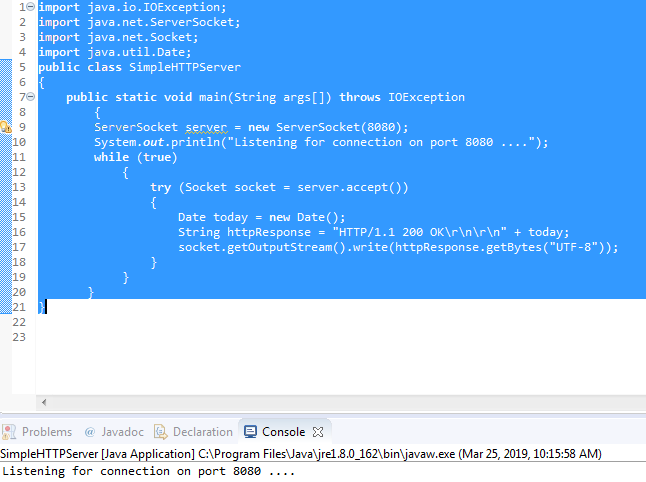 1 import java.io.IOException;
2 import java.net.ServerSocket;
3 import java.net.Socket;
4 import java.util.Date;
5 public class SimpleHTTPServer
6 {
7 public static void main(String args[]) throws IOException
8 {
9 ServerSocket server = new ServerSocket(8080);
10 System.out.println("Listening for connection on port 8080 ....");
11 while (true)
12 {
13 try (Socket socket = server.accept())
14 {
15 Date today = new Date();
16 String httpResponse = "HTTP/1.1 200 OK\r\n\r\n" + today;
17 socket.getOutputStream().write(httpResponse.getBytes("UTF-8"));
18 }
19 }
20 }
21 }
22
23
Problems @ Javadoc Declaration Console
SimpleHTTPServer [Java Application] C:\Program Files\Java\jre1.8.0_162\bin\javaw.exe (Mar 25, 2019, 10:15:58 AM)
Listening for connection on port 8080 ....